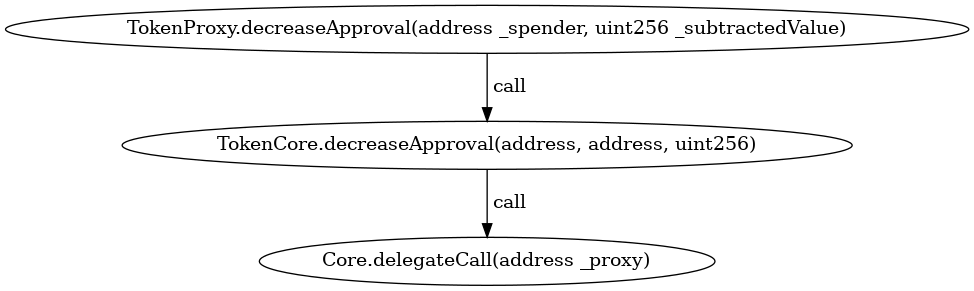 TokenProxy.decreaseApproval(address _spender, uint256 _subtractedValue)
call
TokenCore.decreaseApproval(address, address, uint256)
call
Core.delegateCall(address _proxy)